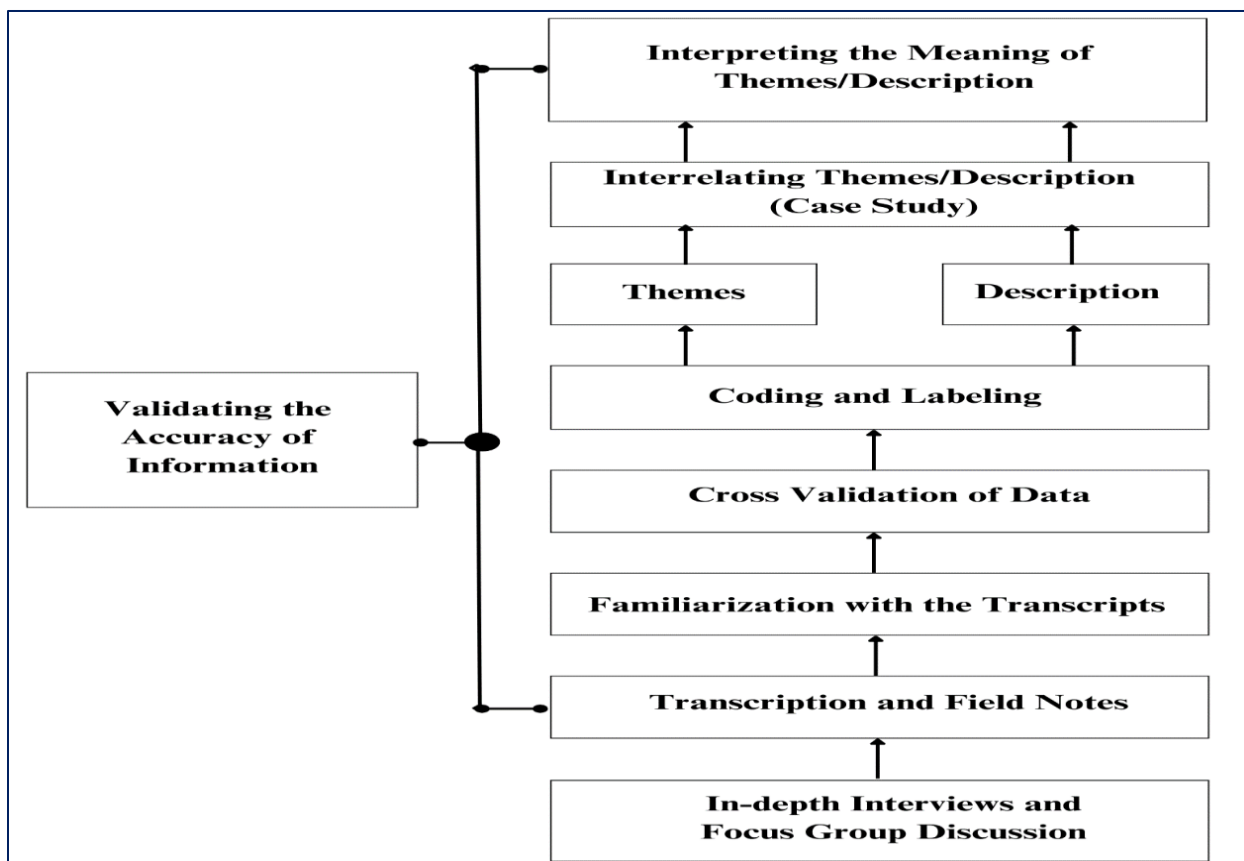 Interpreting the Meaning of
Themes/Description
Interrelating Themes/Description
(Case Study)
Themes
Description
Coding and Labeling
Validating the
Accuracy of
Information
Cross Validation of Data
Familiarization with the Transcripts
Transcription and Field Notes
In-depth Interviews and
Focus Group Discussion